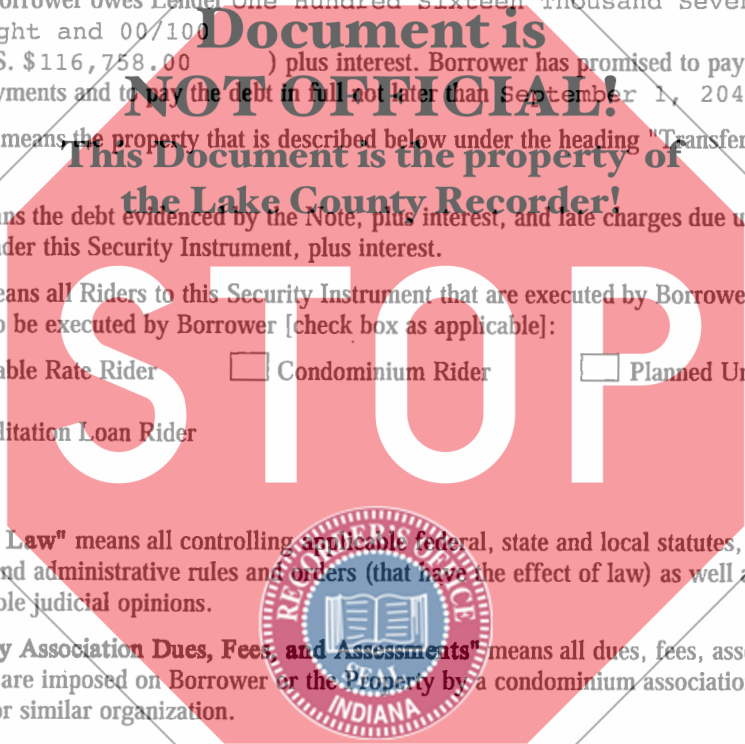 Borrower owes Lender One Hundred Sixteen Thousand Seven
ght and 00/100
Document is
S. $116,758.00 ) plus interest. Borrower has promised to pay
NOT OFFICIAL!
yments and to pay the debt in full not later than September 1, 204
means the property that is described below under the heading "Transfer
This Document is the property of
the Lake County Recorder!
ns the debt evidenced by the Note, plus interest, and late charges due u
der this Security Instrument, plus interest.
eans all Riders to this Security Instrument that are executed by Borrowe
o be executed by Borrower [check box as applicable]:
STOP
able Rate Rider Condominium Rider Planned Un
litation Loan Rider
Law" means all controlling applicable federal, state and local statutes,
nd administrative rules and orders (that have the effect of law) as well a
ble judicial opinions.
y Association Dues, Fees, and Assessments" means all dues, fees, asse
are imposed on Borrower or the Property by a condominium associatio
or similar organization.
RECORDER'S OFFICE
SEAL
INDIANA